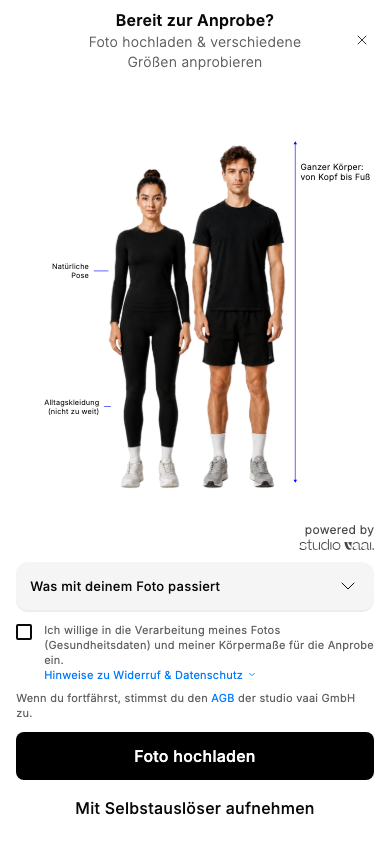 Bereit zur Anprobe?
Foto hochladen & verschiedene
Größen anprobieren
Ganzer Körper:
von Kopf bis Fuß
Natürliche
Pose
Alltagskleidung
(nicht zu weit)
powered by
studio vaai.
Was mit deinem Foto passiert
Ich willige in die Verarbeitung meines Fotos
(Gesundheitsdaten) und meiner Körpermaße für die Anprobe
ein.
Hinweise zu Widerruf & Datenschutz
Wenn du fortfährst, stimmst du den AGB der studio vaai GmbH
zu.
Foto hochladen
Mit Selbstauslöser aufnehmen